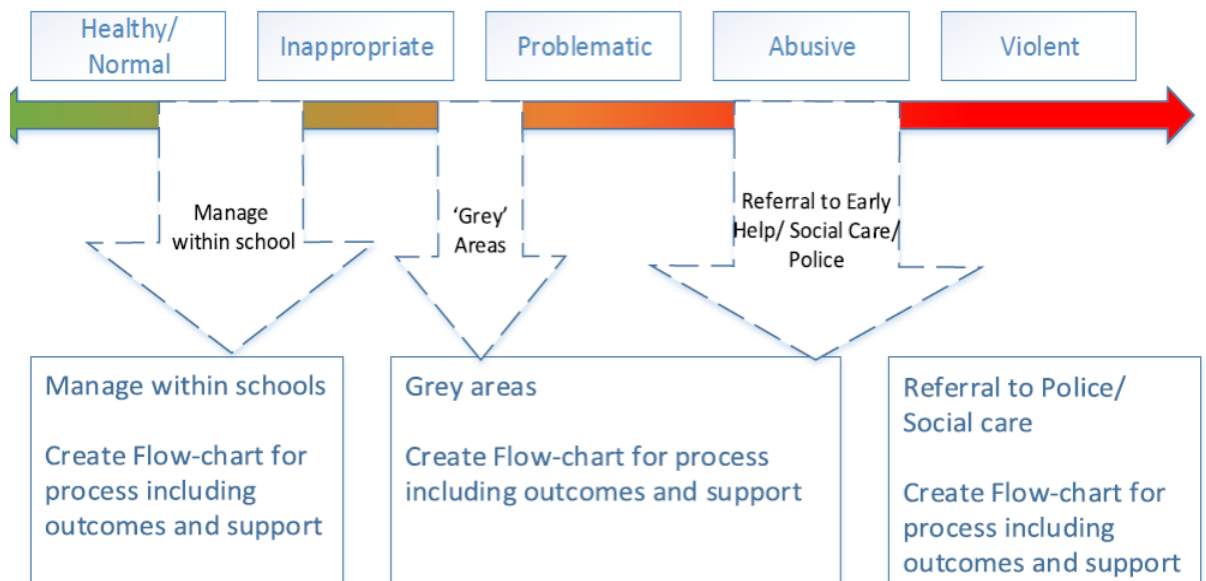 Healthy/
Normal
Inappropriate
Problematic
Abusive
Violent
Manage
within school
‘Grey’
Areas
Referral to Early
Help/ Social Care/
Police
Manage within schools
Create Flow-chart for
process including
outcomes and support
Grey areas
Create Flow-chart for process
including outcomes and support
Referral to Police/
Social care
Create Flow-chart for
process including
outcomes and support